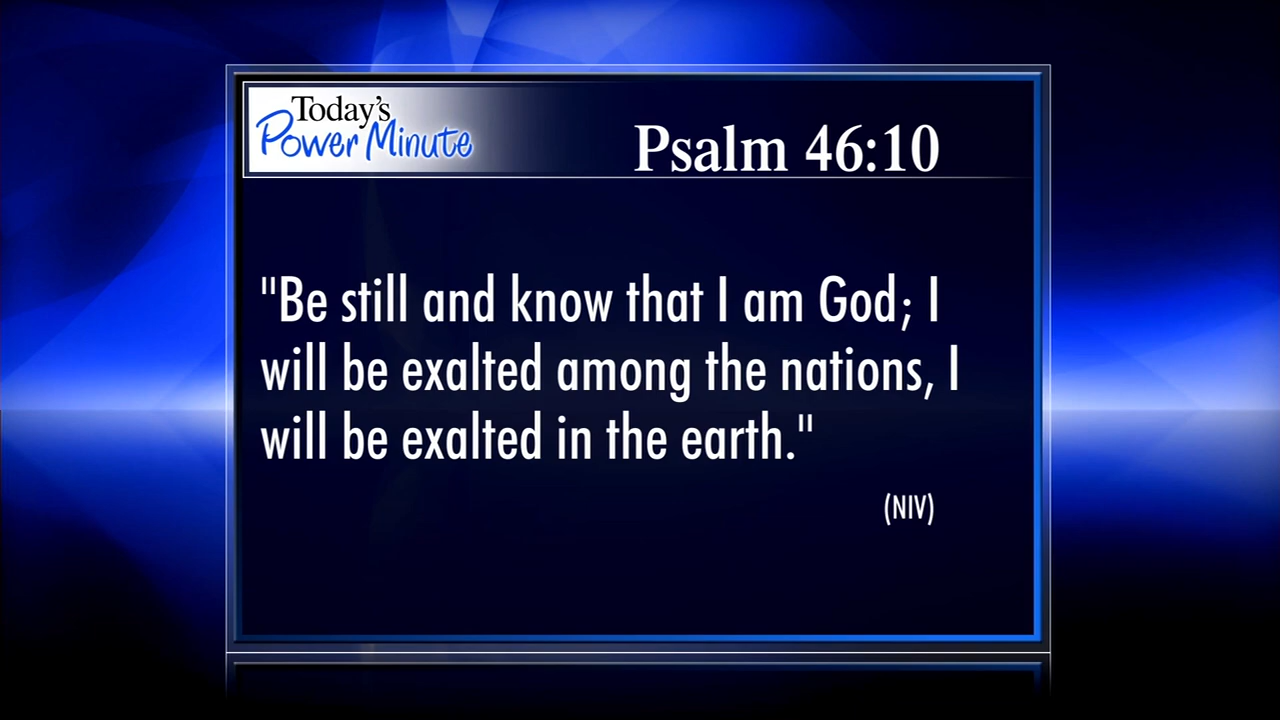 Today's
Power Minute
Psalm 46:10
"Be still and know that I am God; I
will be exalted among the nations, I
will be exalted in the earth."
(NIV)